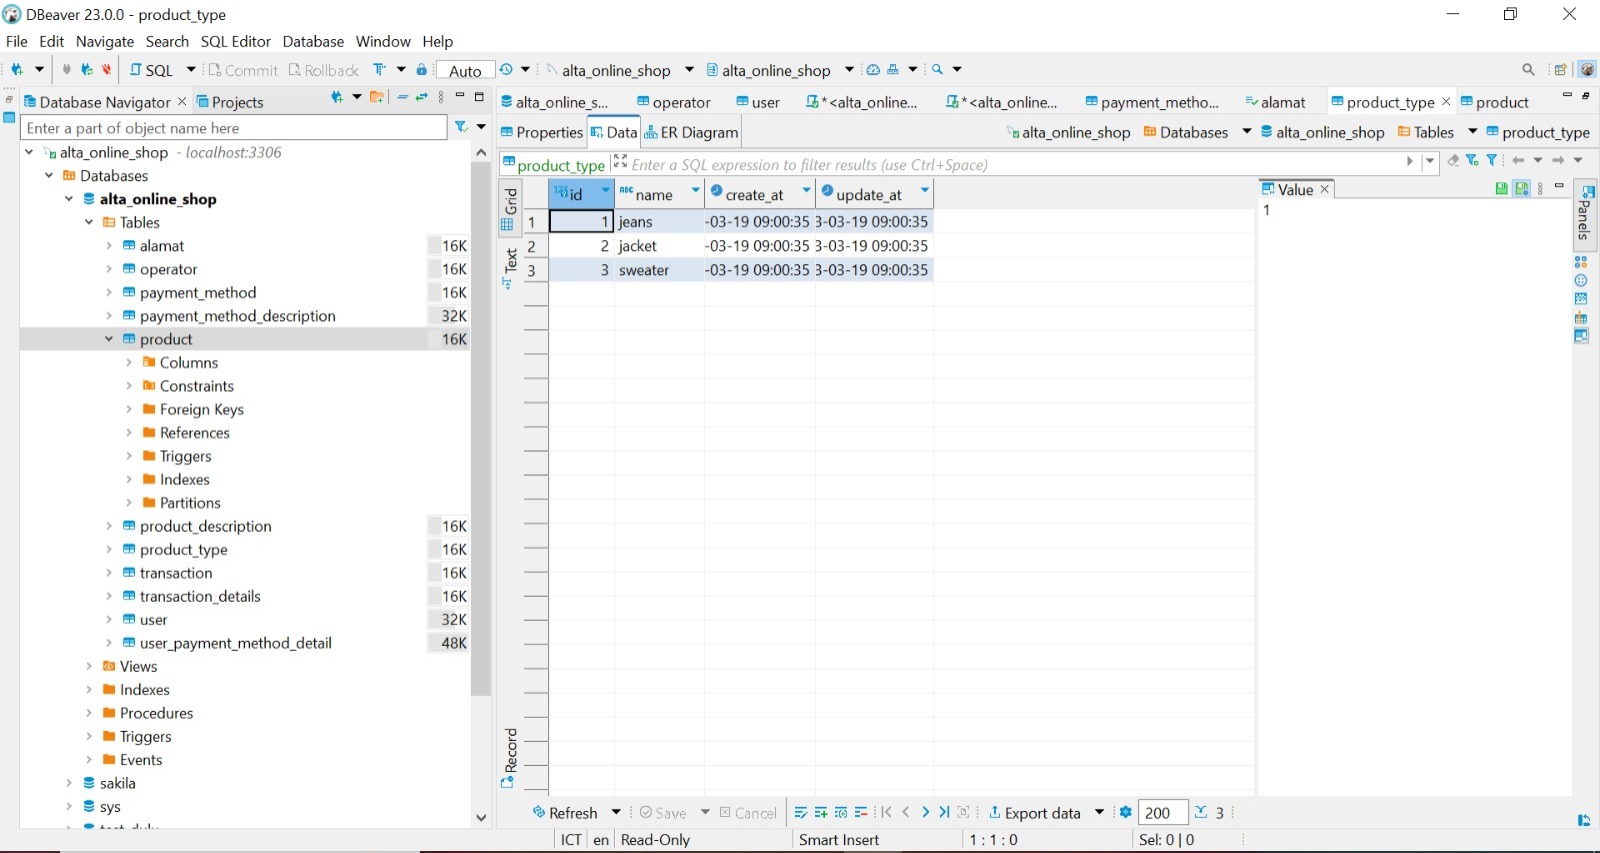 DBeaver 23.0.0 - product_type
File Edit Navigate Search SQL Editor Database Window Help
SQL Commit Rollback Auto alta_online_shop alta_online_shop
Database Navigator Projects
Enter a part of object name here
alta_online_shop - localhost:3306
Databases
alta_online_shop
Tables
alamat 16K
operator 16K
payment_method 16K
payment_method_description 32K
product 16K
Columns
Constraints
Foreign Keys
References
Triggers
Indexes
Partitions
product_description 16K
product_type 16K
transaction 16K
transaction_details 16K
user 32K
user_payment_method_detail 48K
Views
Indexes
Procedures
Triggers
Events
sakila
sys
alta_online_s... operator user *<alta_online... *<alta_online... payment_metho... alamat product_type product
Properties Data ER Diagram alta_online_shop Databases alta_online_shop Tables product_type
product_type Enter a SQL expression to filter results (use Ctrl+Space)
Grid
Text
Record
123 id ABC name create_at update_at
1 1 jeans -03-19 09:00:35 3-03-19 09:00:35
2 2 jacket -03-19 09:00:35 3-03-19 09:00:35
3 3 sweater -03-19 09:00:35 3-03-19 09:00:35
Value
1
Panels
Refresh Save Cancel Export data 200 3
ICT en Read-Only Smart Insert 1 : 1 : 0 Sel: 0 | 0